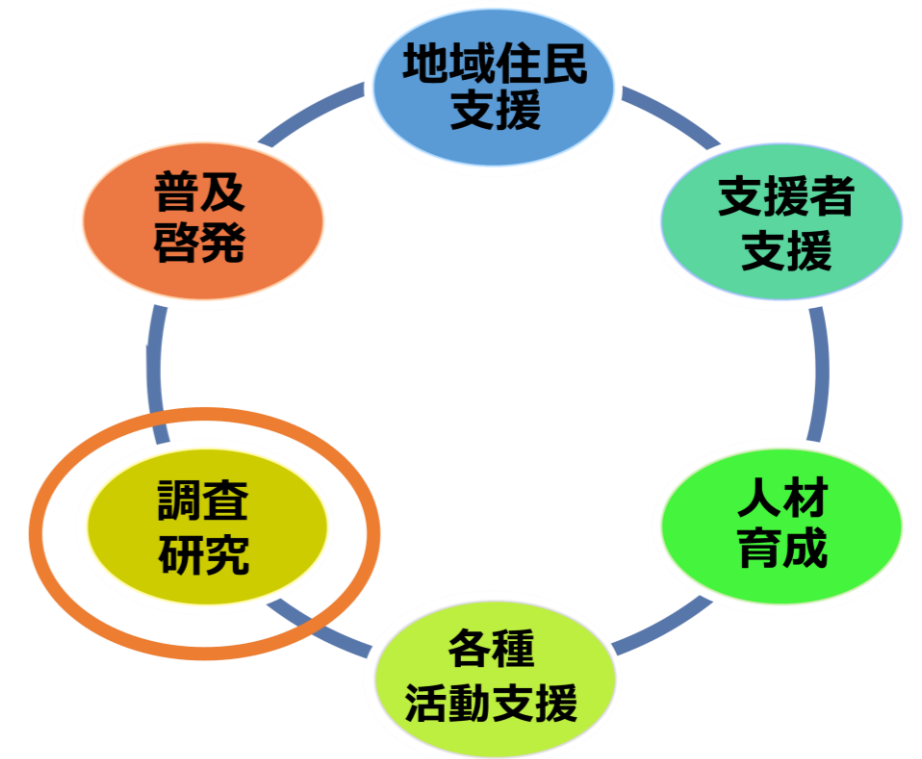 地域住民
支援
支援者
支援
人材
育成
各種
活動支援
調査
研究
普及
啓発